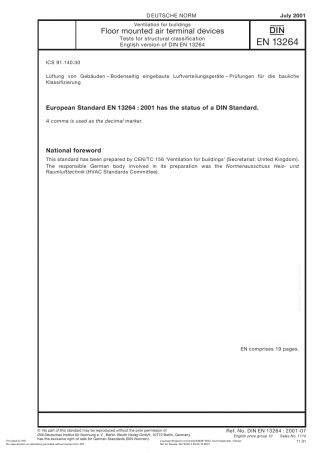 DEUTSCHE NORM
July 2001
Ventilation for buildings
Floor mounted air terminal devices
Tests for structural classification
English version of DIN EN 13264
DIN
EN 13264
ICS 91.140.30
Lüftung von Gebäuden – Bodenseitig eingebaute Luftverteilungsgeräte – Prüfungen für die bauliche
Klassifizierung
European Standard EN 13264 : 2001 has the status of a DIN Standard.
A comma is used as the decimal marker.
National foreword
This standard has been prepared by CEN/TC 156 'Ventilation for buildings' (Secretariat: United Kingdom).
The responsible German body involved in its preparation was the Normenausschuss Heiz- und
Raumlufttechnik (HVAC Standards Committee).
EN comprises 19 pages.
© No part of this standard may be reproduced without the prior permission of
DIN Deutsches Institut für Normung e. V., Berlin. Beuth Verlag GmbH, 10772 Berlin, Germany,
has the exclusive right of sale for German Standards (DIN-Normen).
Ref. No. DIN EN 13264 : 2001-07
English price group 10 Sales No. 1110
11.01